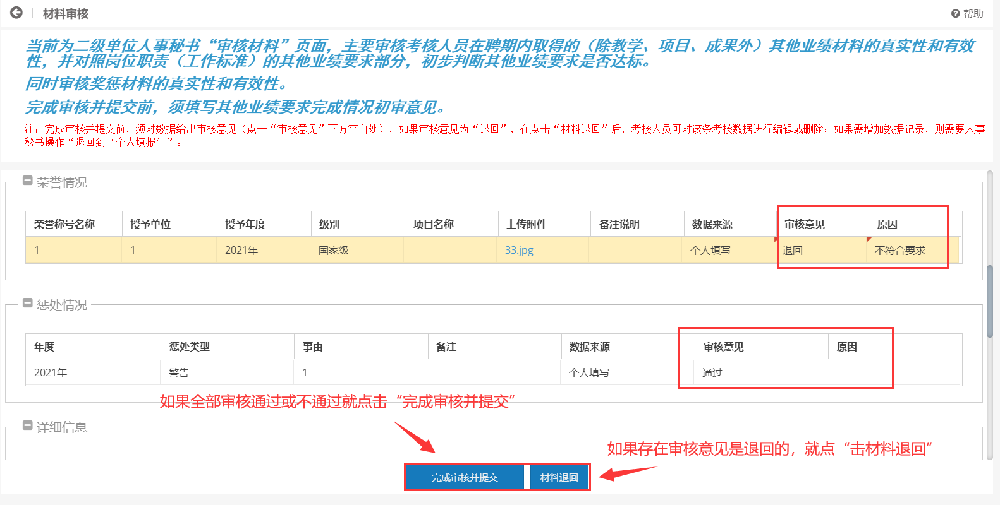 材料审核
帮助
当前为二级单位人事秘书“审核材料”页面，主要审核考核人员在聘期内取得的（除教学、项目、成果外）其他业绩材料的真实性和有效
性，并对照岗位职责（工作标准）的其他业绩要求部分，初步判断其他业绩要求是否达标。
同时审核奖惩材料的真实性和有效性。
完成审核并提交前，须填写其他业绩要求完成情况初审意见。
注：完成审核并提交前，须对数据给出审核意见（点击“审核意见”下方空白处），如果审核意见为“退回”，在点击“材料退回”后，考核人员可对该条考核数据进行编辑或删除；如果需增加数据记录，则需要人事
秘书操作“退回到‘个人填报’”。
荣誉情况
荣誉称号名称 授予单位 授予年度 级别 项目名称 上传附件 备注说明 数据来源 审核意见 原因
1 1 2021年 国家级 33.jpg 个人填写 退回 不符合要求
惩处情况
年度 惩处类型 事由 备注 数据来源 审核意见 原因
2021年 警告 1 个人填写 通过
如果全部审核通过或不通过就点击“完成审核并提交”
详细信息
如果存在审核意见是退回的，就点“击材料退回”
完成审核并提交 材料退回